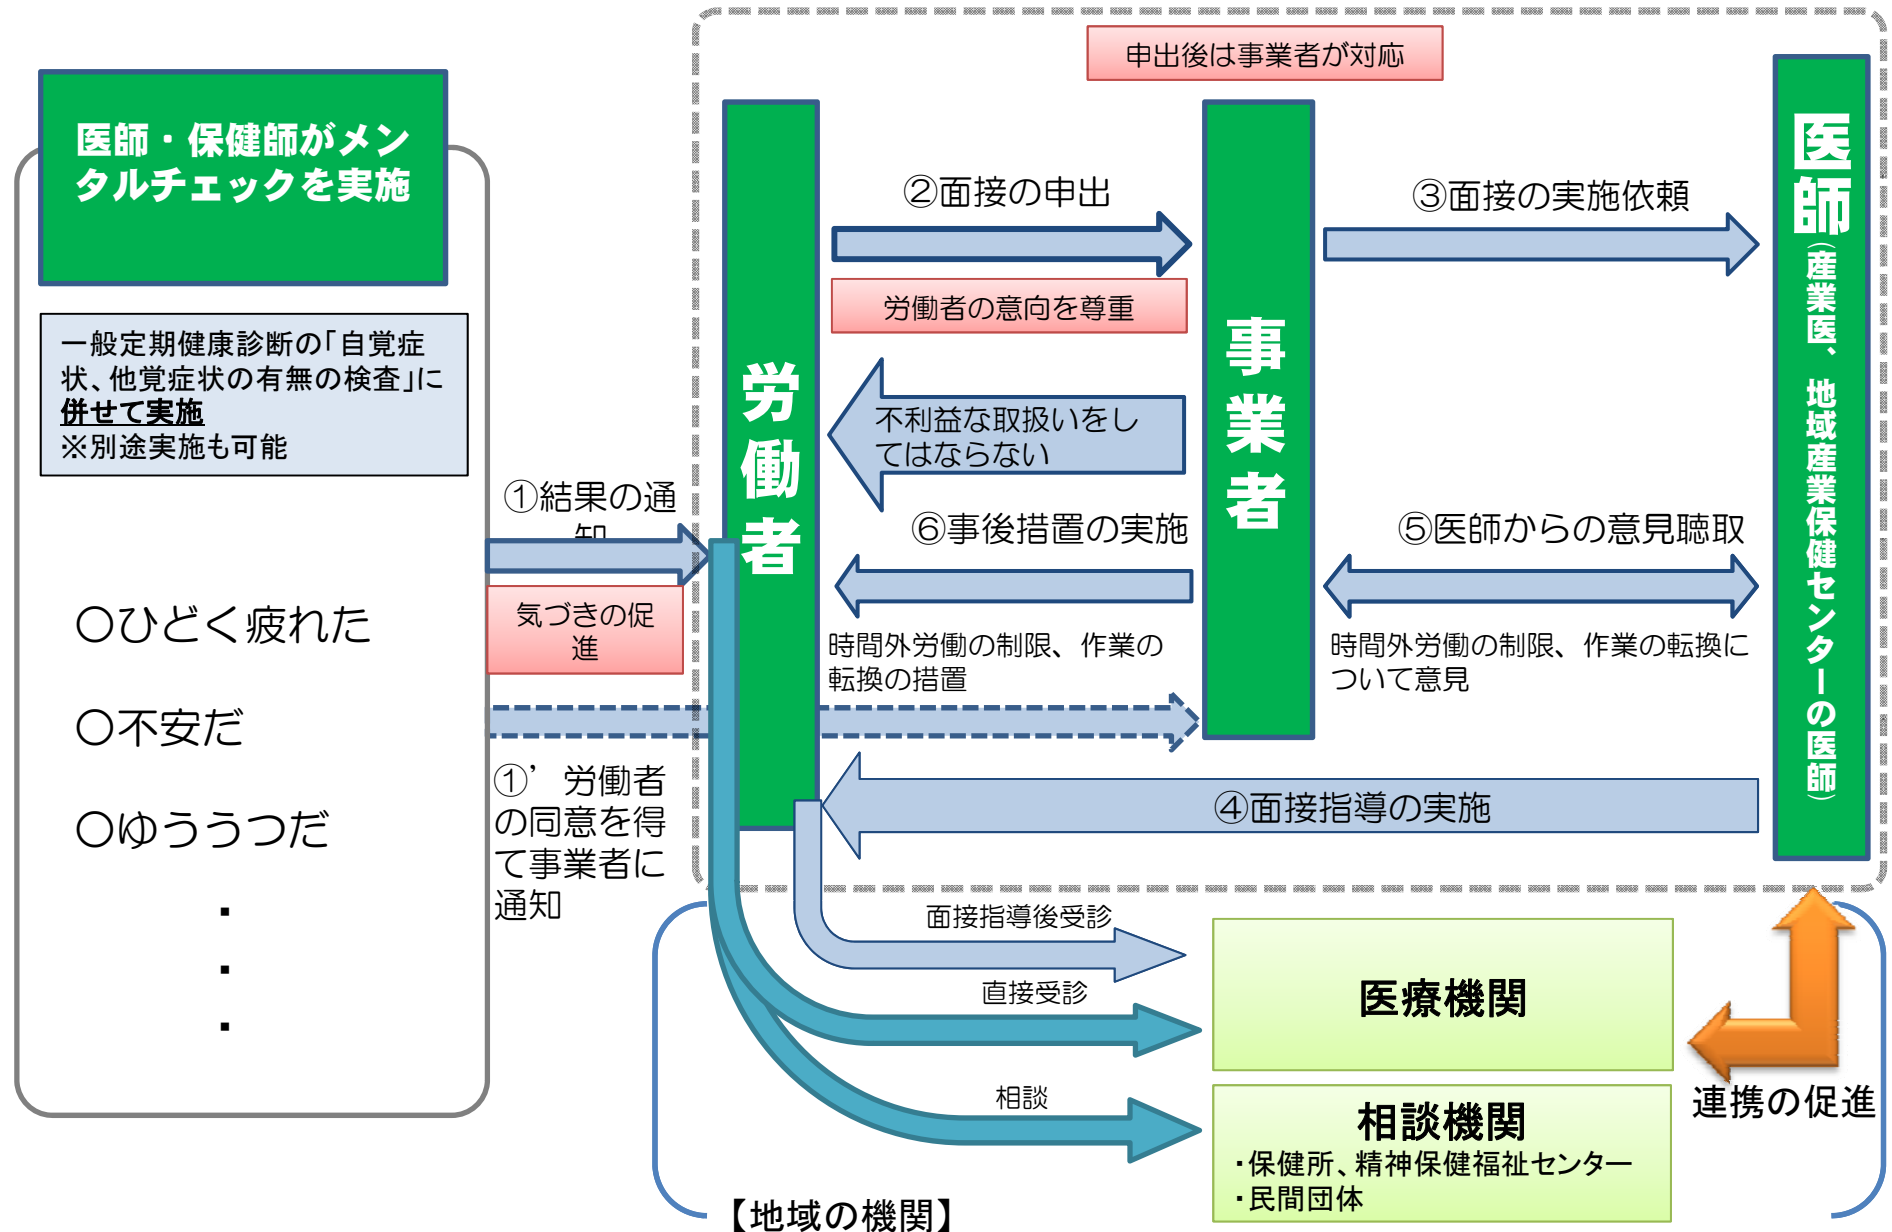 申出後は事業者が対応
医師・保健師がメン
タルチェックを実施
一般定期健康診断の「自覚症
状、他覚症状の有無の検査」に
併せて実施
※別途実施も可能
○ひどく疲れた
○不安だ
○ゆううつだ
・
・
・
①結果の通
知
気づきの促
進
①’労働者
の同意を得
て事業者に
通知
労働者
②面接の申出
労働者の意向を尊重
不利益な取扱いをし
てはならない
⑥事後措置の実施
時間外労働の制限、作業の
転換の措置
事業者
③面接の実施依頼
⑤医師からの意見聴取
時間外労働の制限、作業の転換に
ついて意見
④面接指導の実施
医師(産業医、地域産業保健センターの医師)
面接指導後受診
直接受診
相談
医療機関
相談機関
・保健所、精神保健福祉センター
・民間団体
連携の促進
【地域の機関】